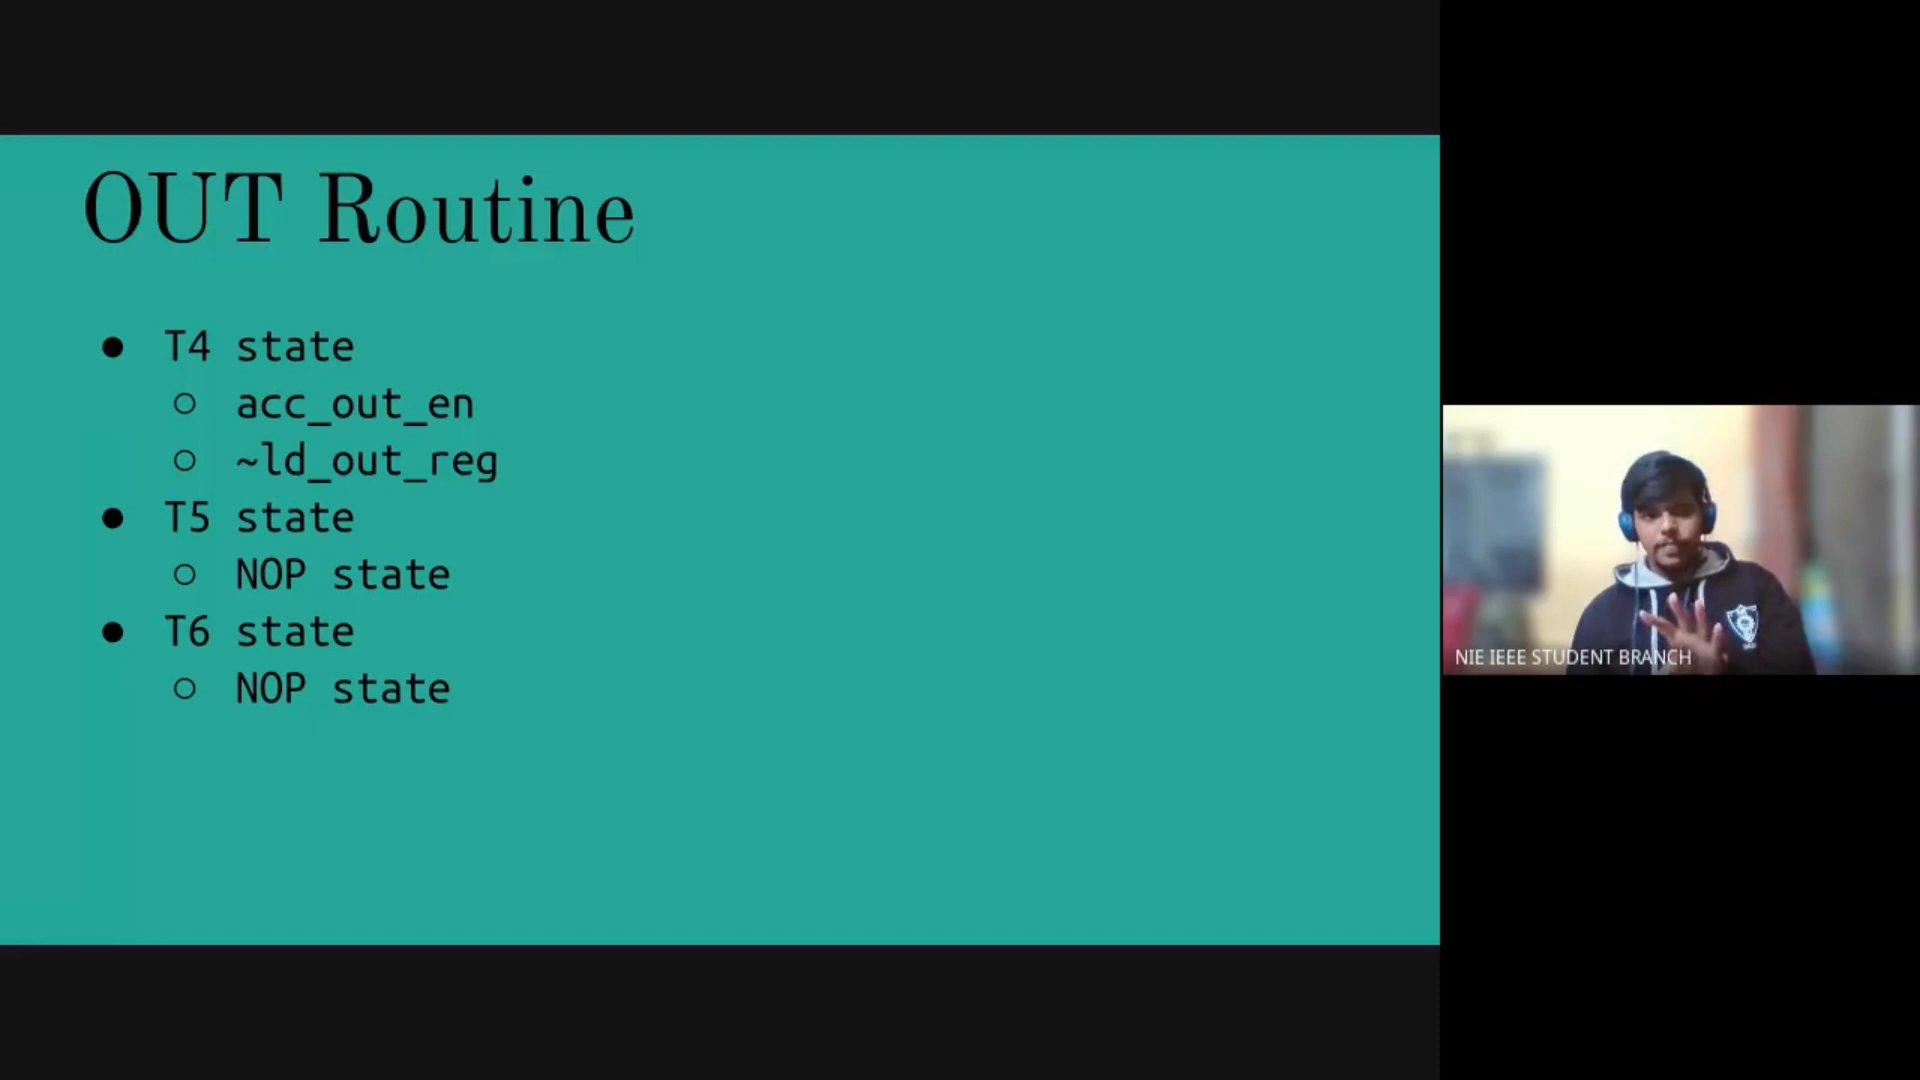 OUT Routine
● T4 state
○ acc_out_en
○ ~ld_out_reg
● T5 state
○ NOP state
● T6 state
○ NOP state
NIE IEEE STUDENT BRANCH